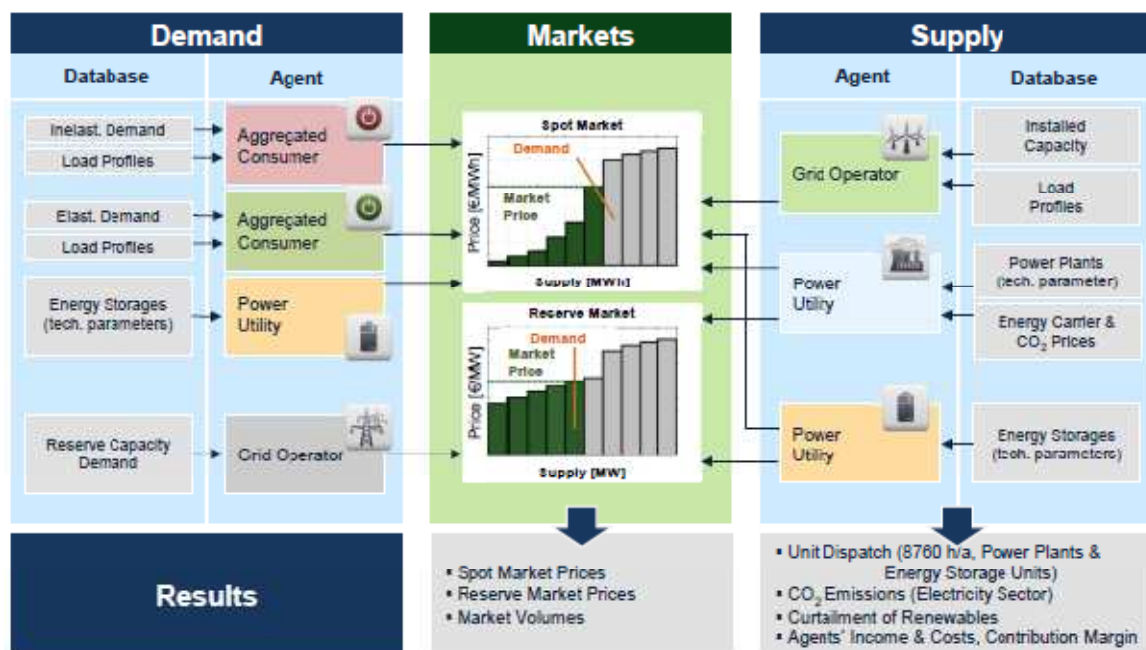 Demand
Database
Agent
Inelast. Demand
Load Profiles
Aggregated
Consumer
Elast. Demand
Load Profiles
Aggregated
Consumer
Energy Storages
(tech. parameters)
Power
Utility
Reserve Capacity
Demand
Grid Operator
Markets
Spot Market
Demand
Market
Price
Price [€/MWh]
Supply [MWh]
Reserve Market
Demand
Market
Price
Price [€/MW]
Supply [MW]
Supply
Agent
Database
Grid Operator
Installed
Capacity
Load
Profiles
Power
Utility
Power Plants
(tech. parameter)
Energy Carrier &
CO₂ Prices
Power
Utility
Energy Storages
(tech. parameters)
Results
▪ Spot Market Prices
▪ Reserve Market Prices
▪ Market Volumes
▪ Unit Dispatch (8760 h/a, Power Plants &
Energy Storage Units)
▪ CO₂ Emissions (Electricity Sector)
▪ Curtailment of Renewables
▪ Agents' Income & Costs, Contribution Margin